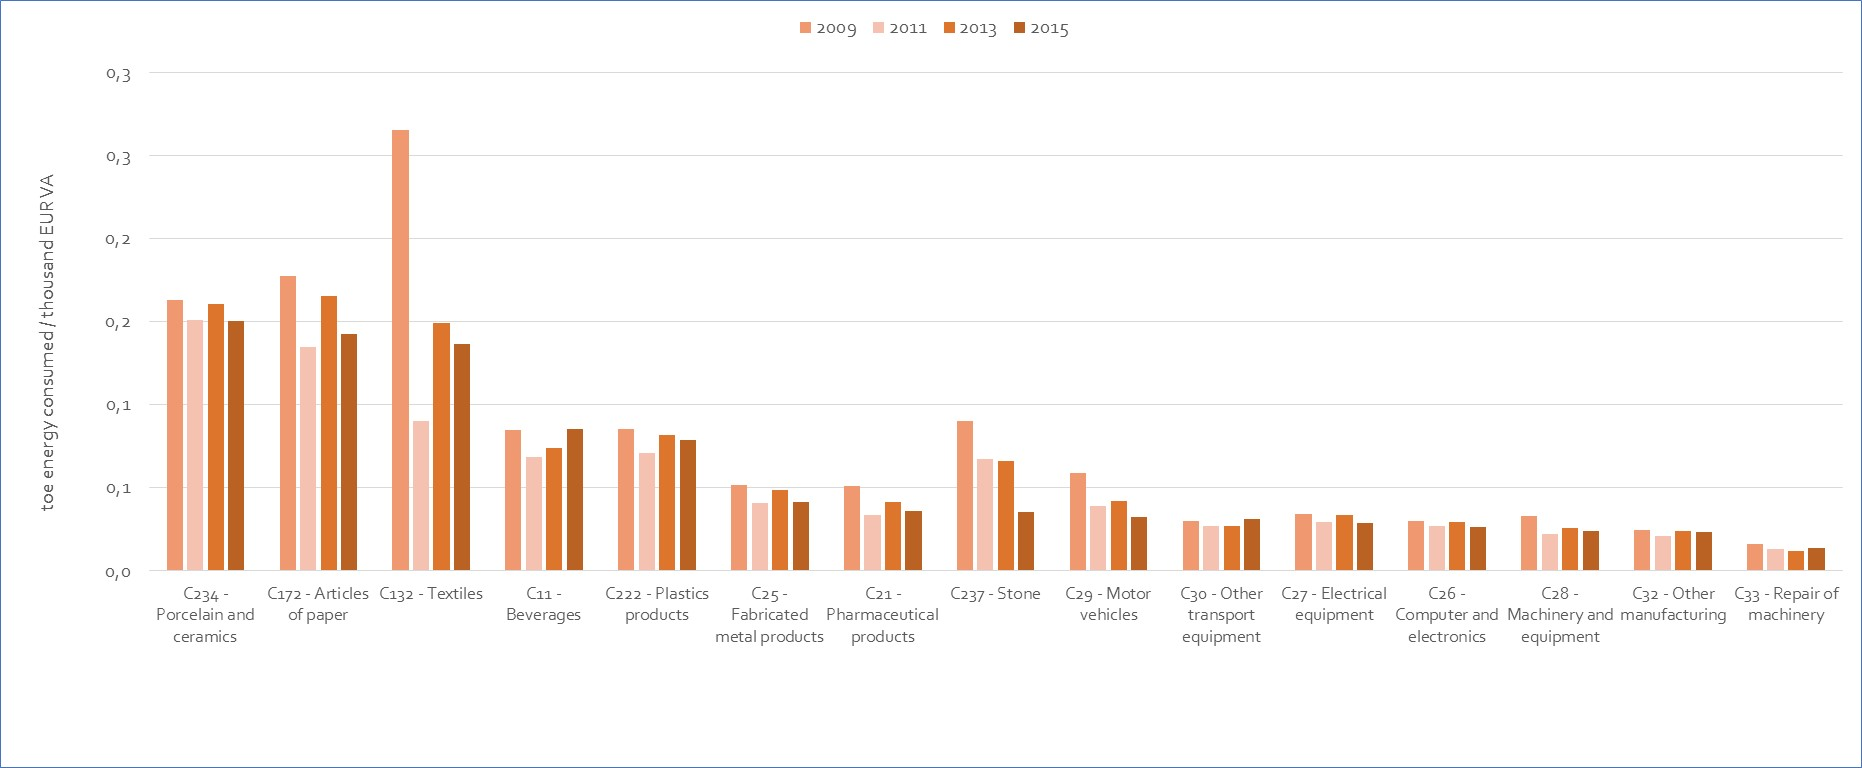 2009 2011 2013 2015
0,3
0,3
0,2
0,2
0,1
0,1
0,0
toe energy consumed / thousand EUR VA
C234 -
Porcelain and
ceramics
C172 - Articles
of paper
C132 - Textiles
C11 -
Beverages
C222 - Plastics
products
C25 -
Fabricated
metal products
C21 -
Pharmaceutical
products
C237 - Stone
C29 - Motor
vehicles
C30 - Other
transport
equipment
C27 - Electrical
equipment
C26 -
Computer and
electronics
C28 -
Machinery and
equipment
C32 - Other
manufacturing
C33 - Repair of
machinery